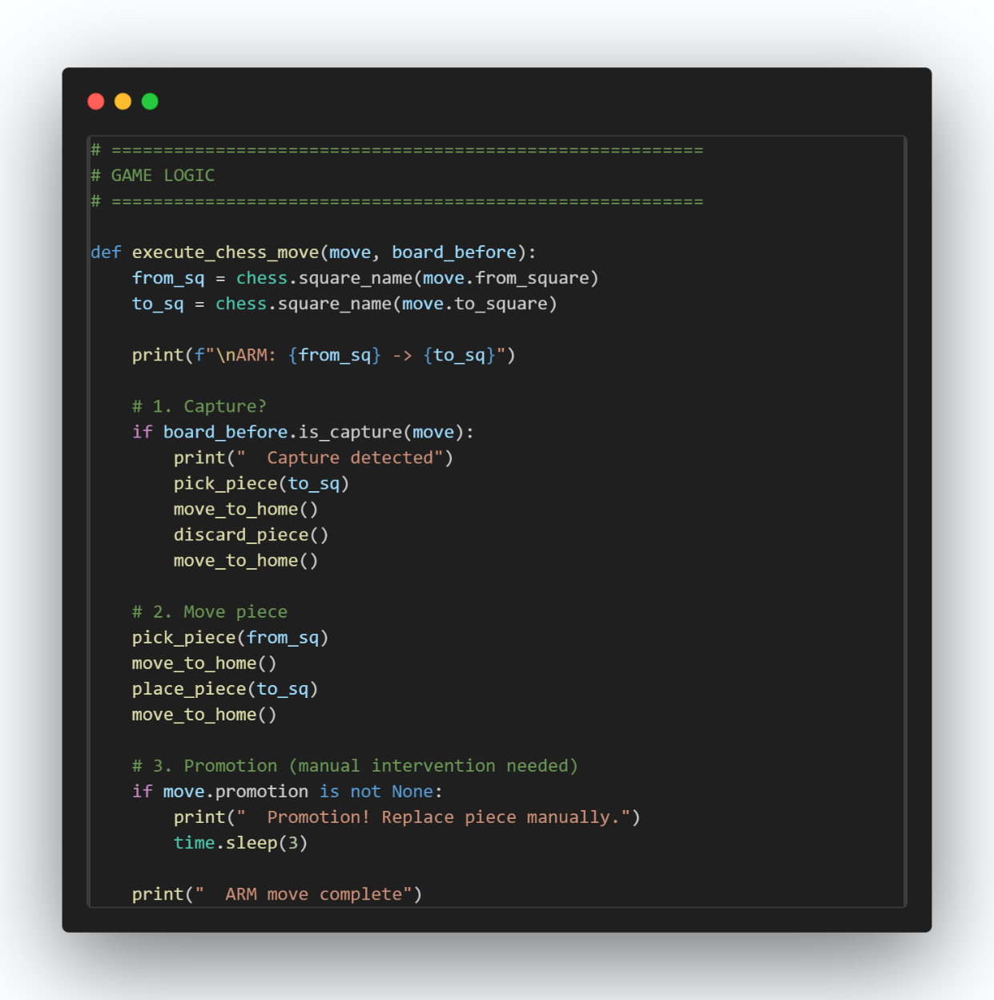 # =========================================================
# GAME LOGIC
# =========================================================
def execute_chess_move(move, board_before):
    from_sq = chess.square_name(move.from_square)
    to_sq = chess.square_name(move.to_square)
    print(f"\nARM: {from_sq} -> {to_sq}")
    # 1. Capture?
    if board_before.is_capture(move):
        print("  Capture detected")
        pick_piece(to_sq)
        move_to_home()
        discard_piece()
        move_to_home()
    # 2. Move piece
    pick_piece(from_sq)
    move_to_home()
    place_piece(to_sq)
    move_to_home()
    # 3. Promotion (manual intervention needed)
    if move.promotion is not None:
        print("  Promotion! Replace piece manually.")
        time.sleep(3)
    print("  ARM move complete")